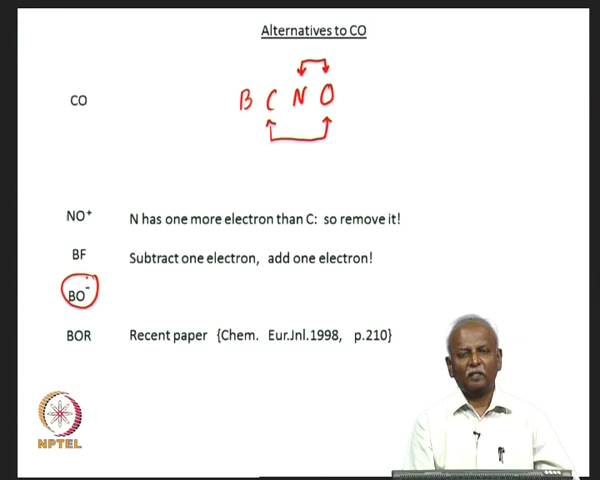 Alternatives to CO
CO
B C N O
NO⁺ N has one more electron than C: so remove it!
BF Subtract one electron, add one electron!
BO⁻
BOR Recent paper {Chem. Eur.Jnl.1998, p.210}
NPTEL